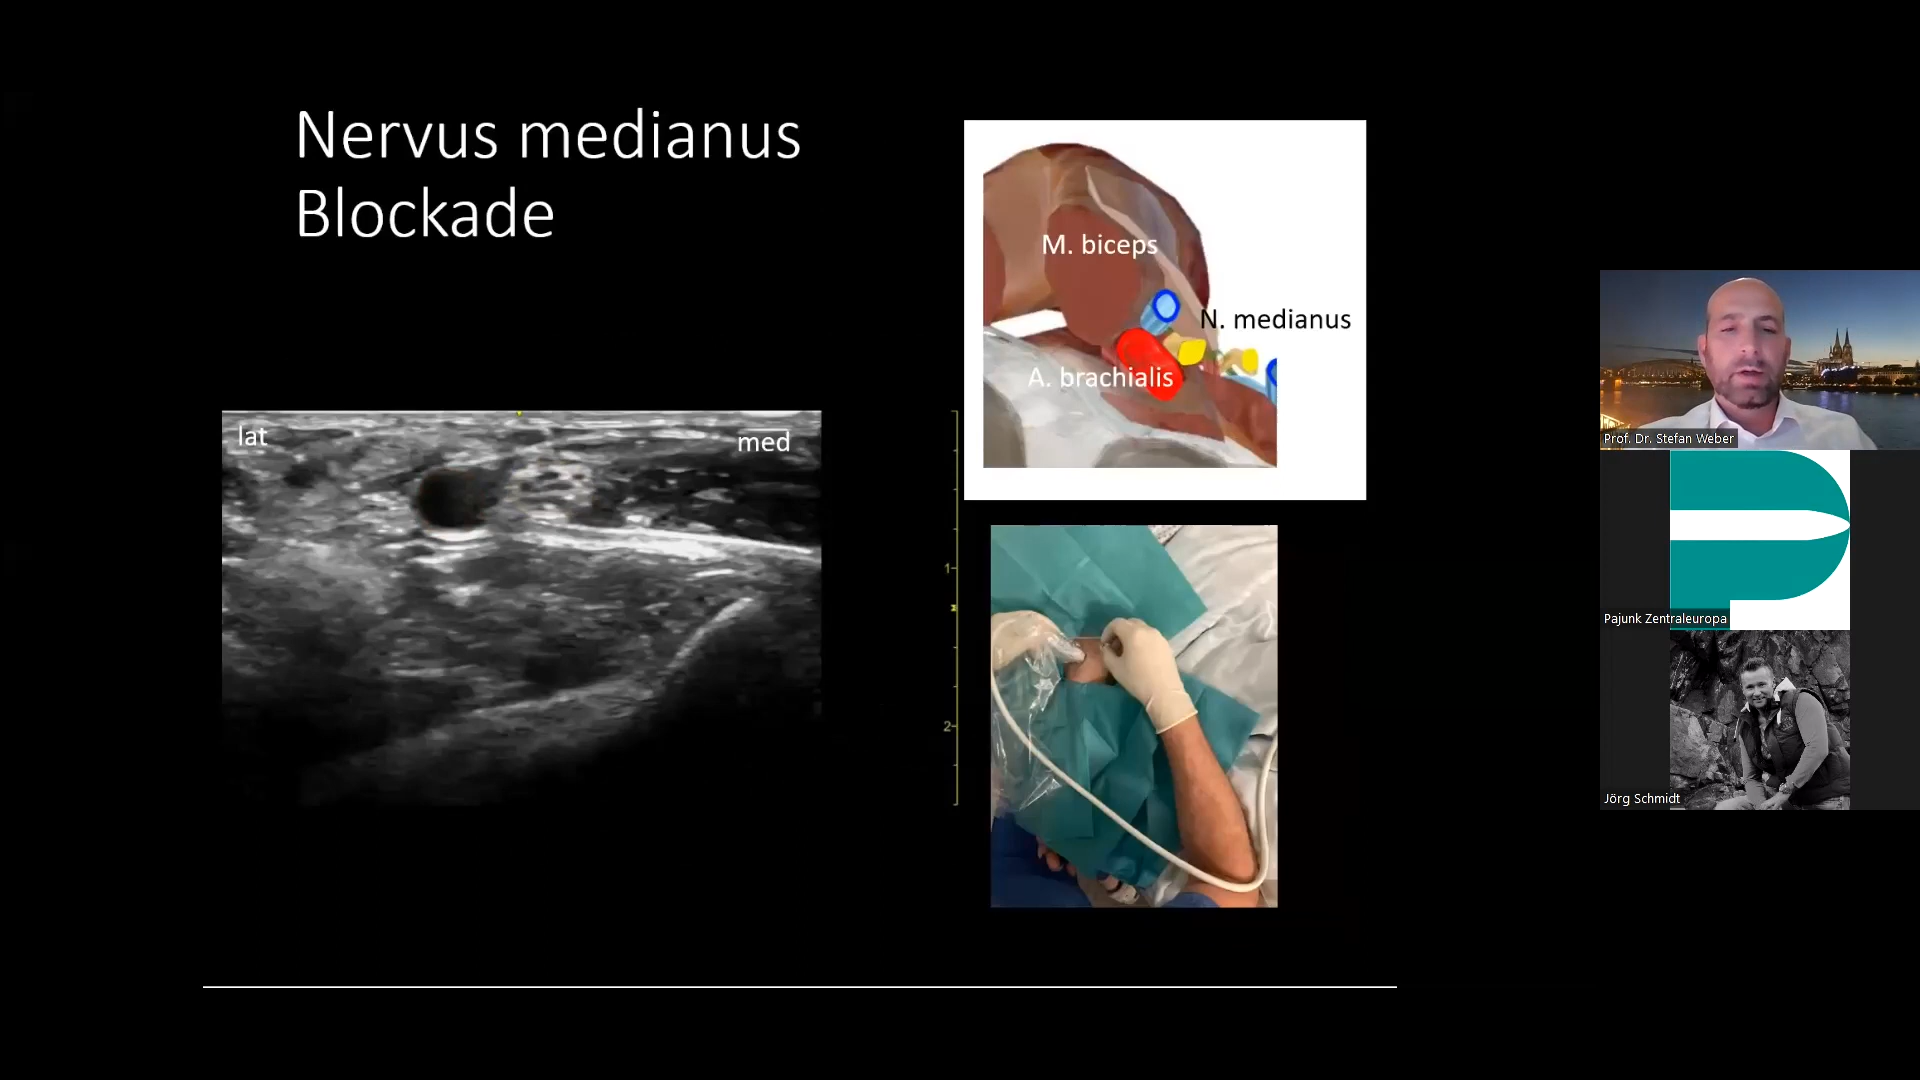 Nervus medianus
Blockade
M. biceps
N. medianus
A. brachialis
lat
med
1
2
Prof. Dr. Stefan Weber
Pajunk Zentraleuropa
Jörg Schmidt